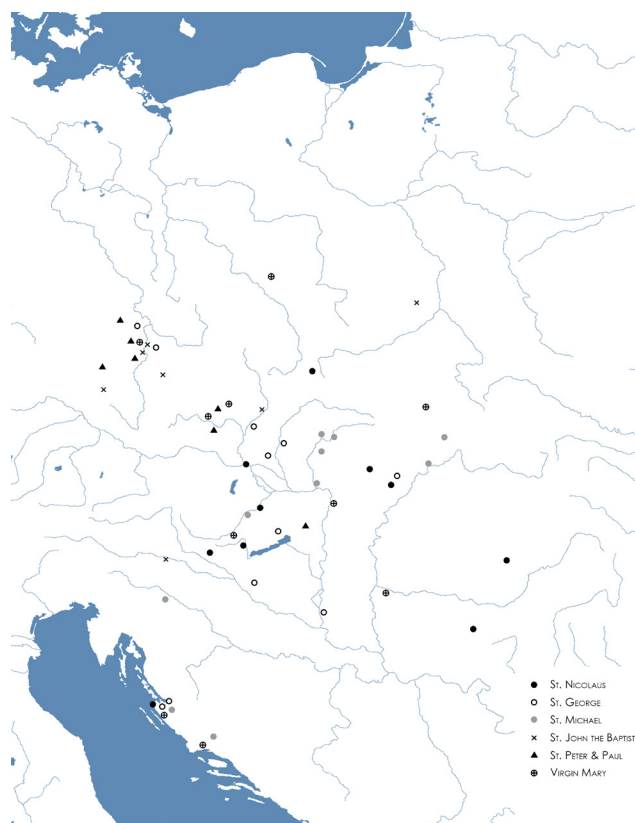 St. Nicolaus
St. George
St. Michael
St. John the Baptist
St. Peter & Paul
Virgin Mary